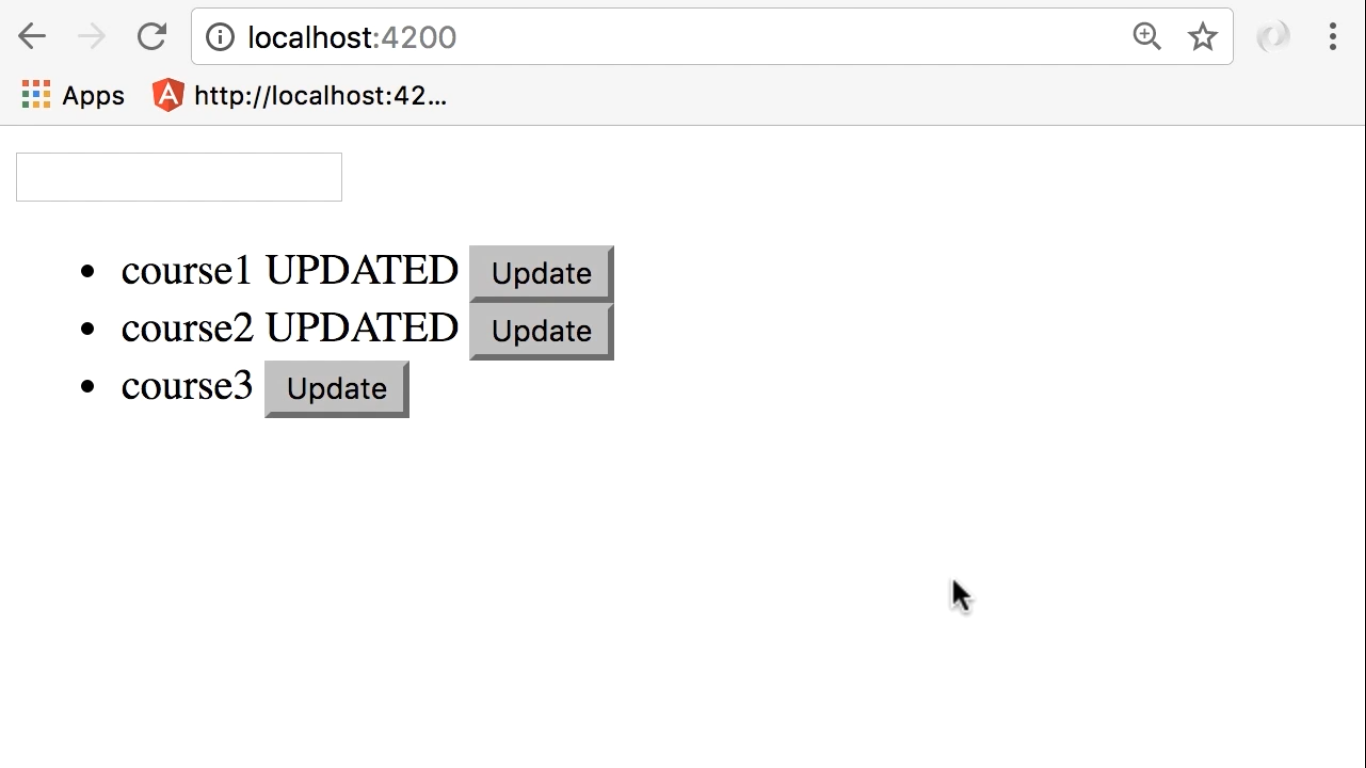 localhost:4200
Apps http://localhost:42...
course1 UPDATED Update
course2 UPDATED Update
course3 Update